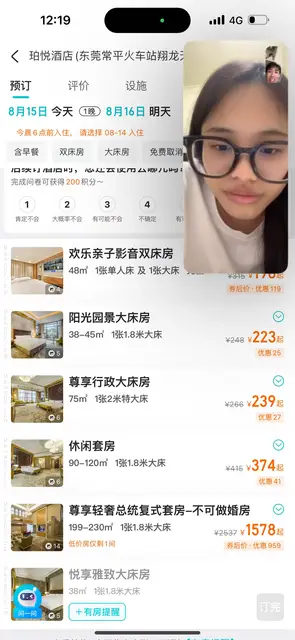 12:19
4G
珀悦酒店 (东莞常平火车站翔龙天
预订
评价
设施
8月15日 今天
1晚
8月16日 明天
今晨6点前入住,请选择 08-14 入住
含早餐
双床房
大床房
免费取消
完成问卷可获得200积分~
1
2
3
4
5
肯定不会
大概率不会
有可能不会
不确定
欢乐亲子影音双床房
48㎡ 1张单人床 及 1张大床
¥315
起
券后价·优惠119
4
阳光园景大床房
38-45㎡ 1张1.8米大床
¥248 ¥223起
优惠25
5
尊享行政大床房
75㎡ 1张2米特大床
¥266 ¥239起
优惠27
6
休闲套房
90-120㎡ 1张1.8米大床
¥415 ¥374起
优惠41
6
尊享轻奢总统复式套房-不可做婚房
199-230㎡ 1张1.8米大床
¥2537 ¥1578起
低价房仅剩1间
券后价·优惠959
14
悦享雅致大床房
38㎡ 1张1.8米大床
+有房提醒
订完
5
问一问